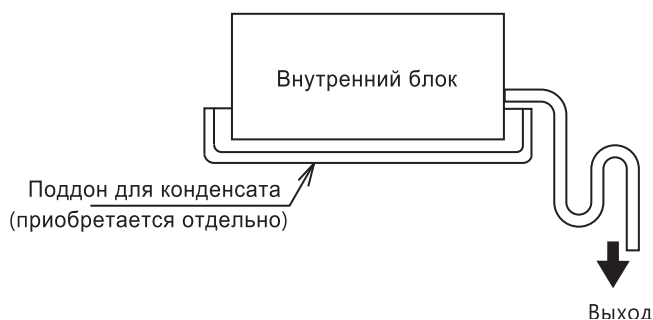 Внутренний блок
Поддон для конденсата
(приобретается отдельно)
Выход